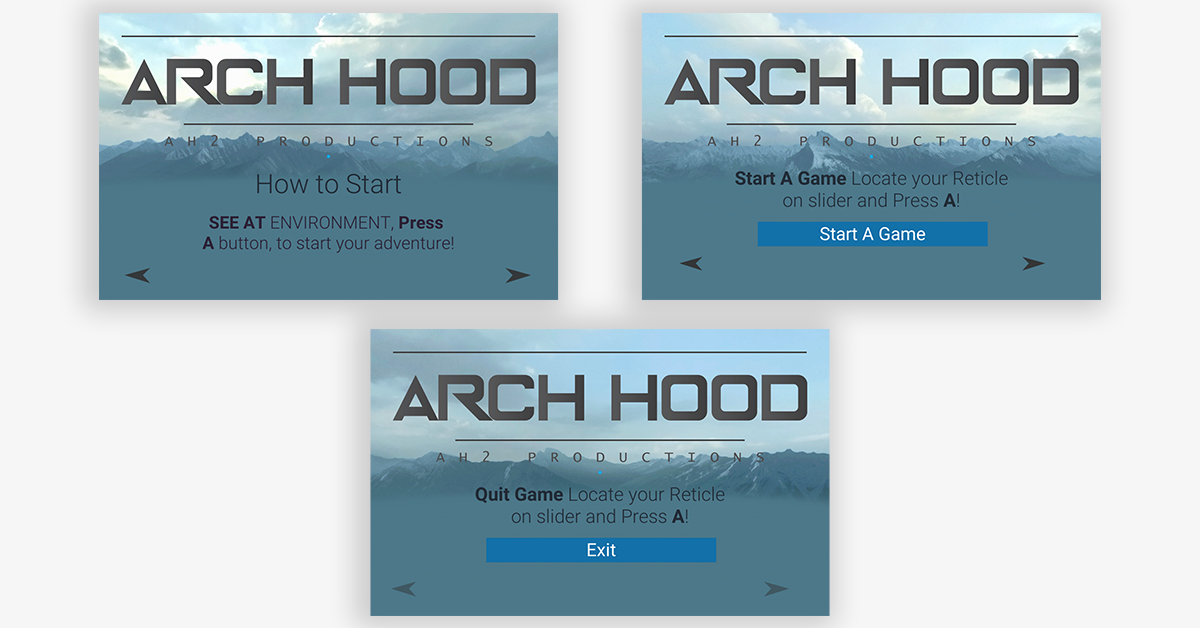 ARCH HOOD
AH2 PRODUCTIONS
How to Start
SEE AT ENVIRONMENT, Press
A button, to start your adventure!
ARCH HOOD
AH2 PRODUCTIONS
Start A Game Locate your Reticle
on slider and Press A!
Start A Game
ARCH HOOD
AH2 PRODUCTIONS
Quit Game Locate your Reticle
on slider and Press A!
Exit